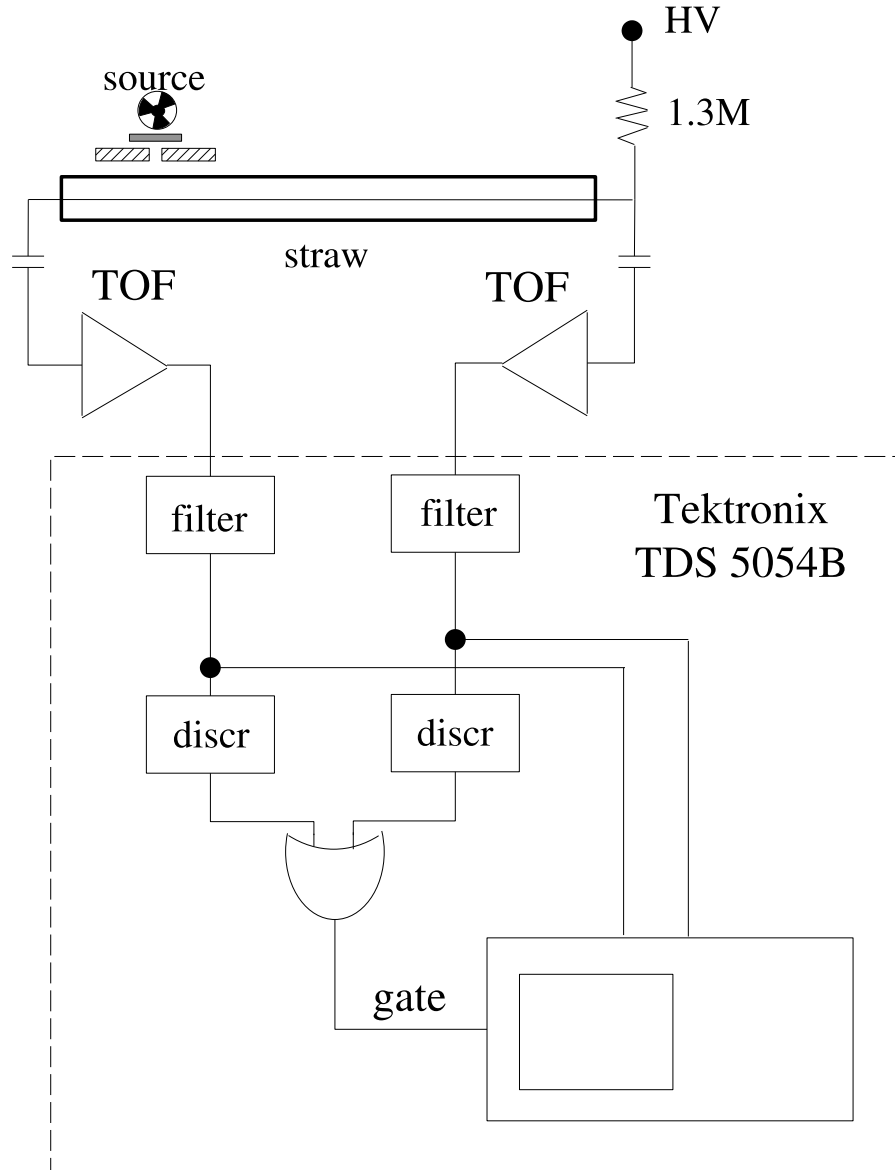 HV
source
1.3M
straw
TOF
TOF
filter
filter
Tektronix
TDS 5054B
discr
discr
gate